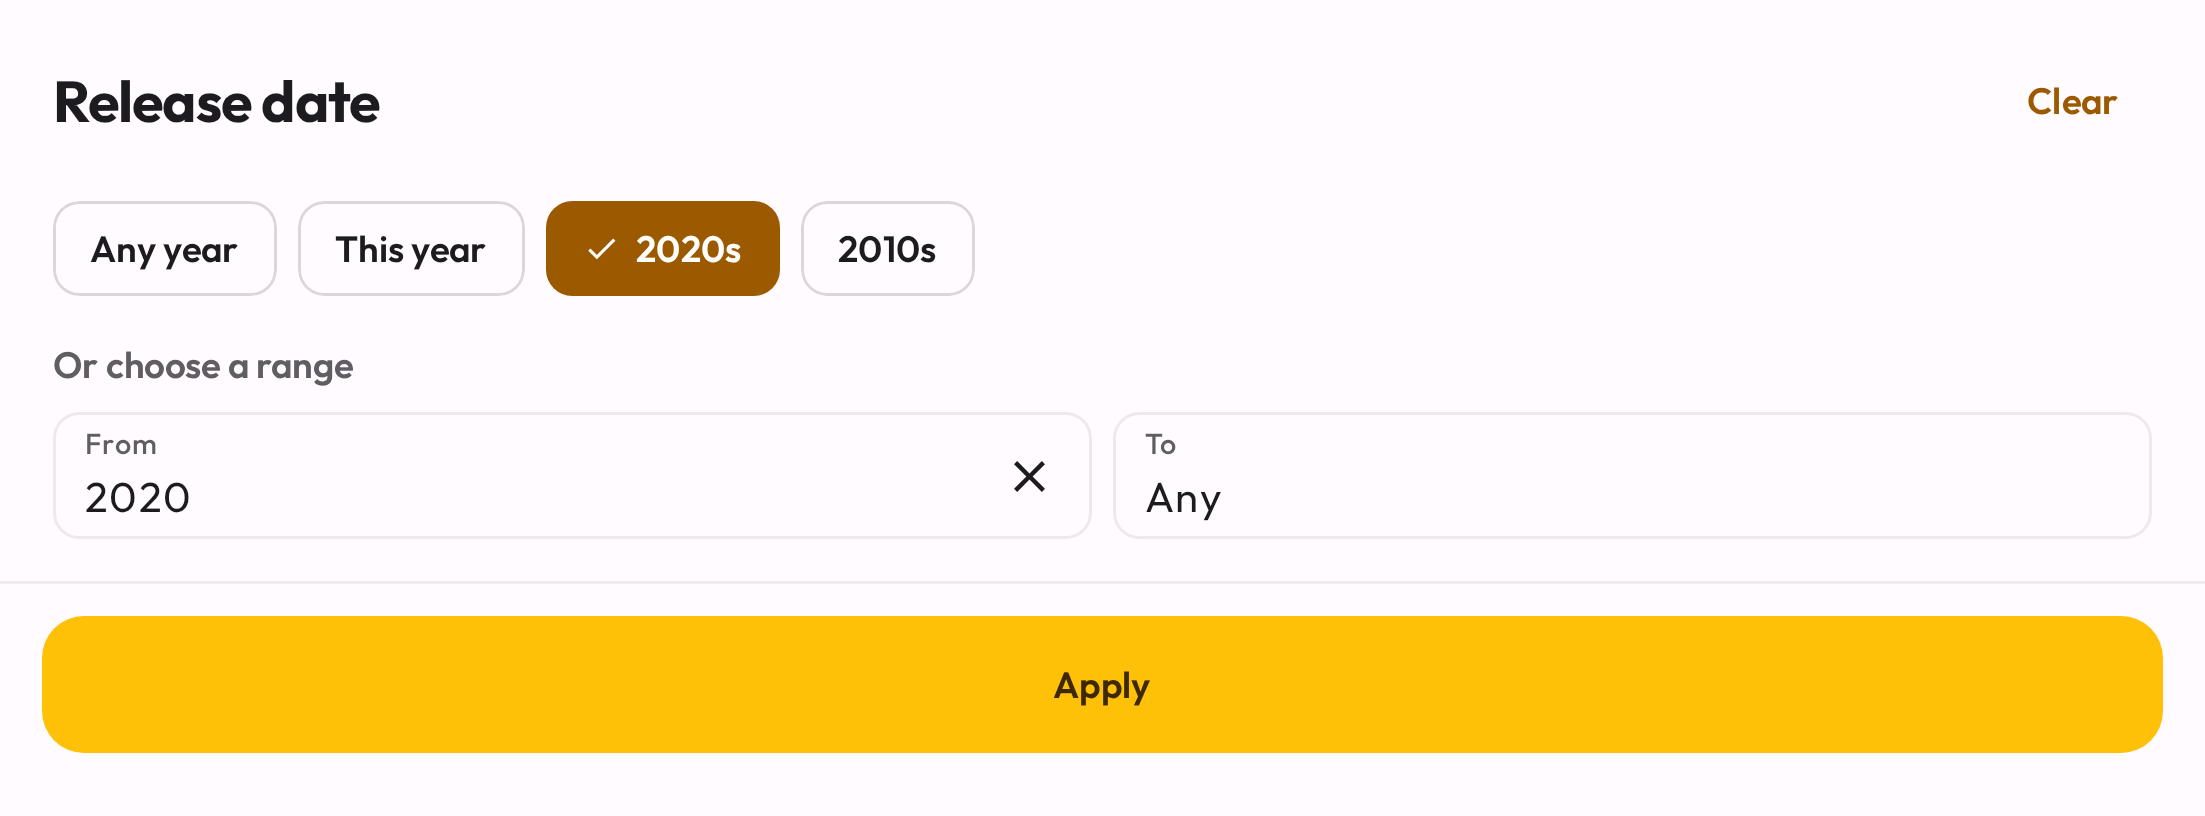 Release date
Clear
Any year
This year
2020s
2010s
Or choose a range
From
2020
To
Any
Apply